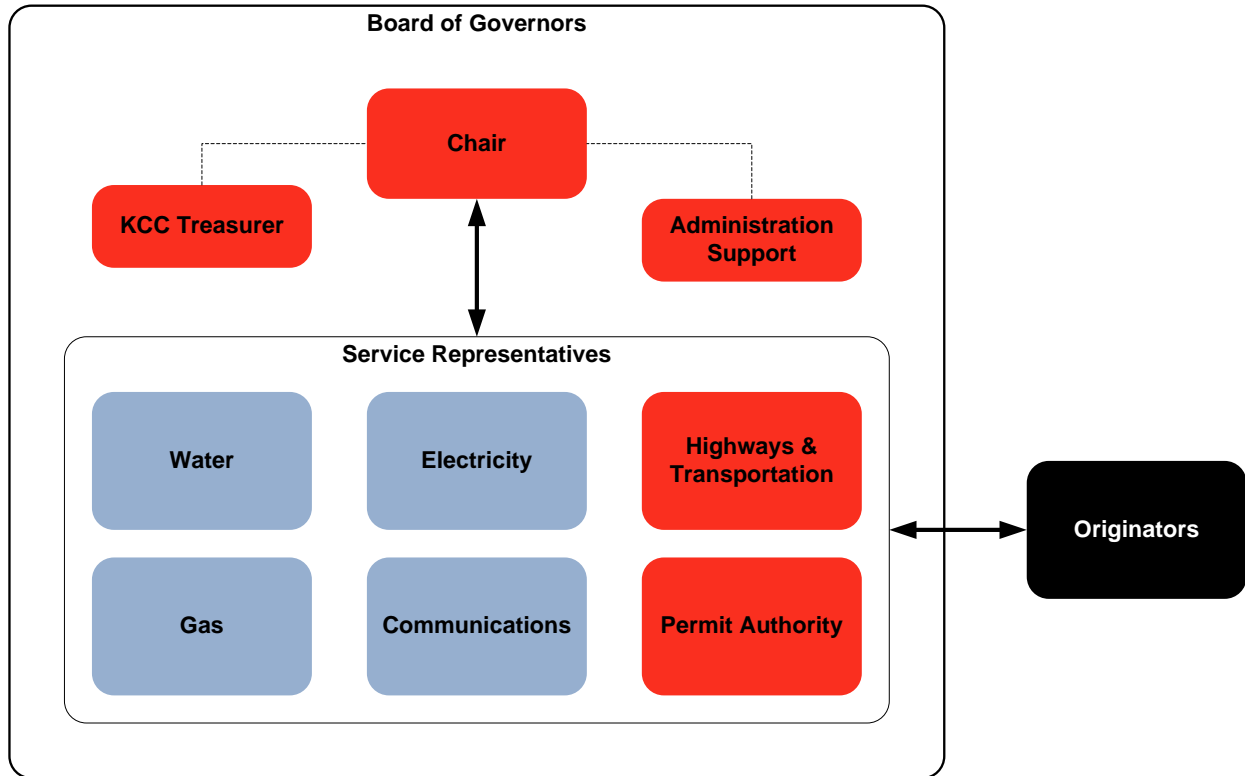 Board of Governors
Chair
KCC Treasurer
Administration
Support
Service Representatives
Water
Electricity
Highways &
Transportation
Originators
Gas
Communications
Permit Authority